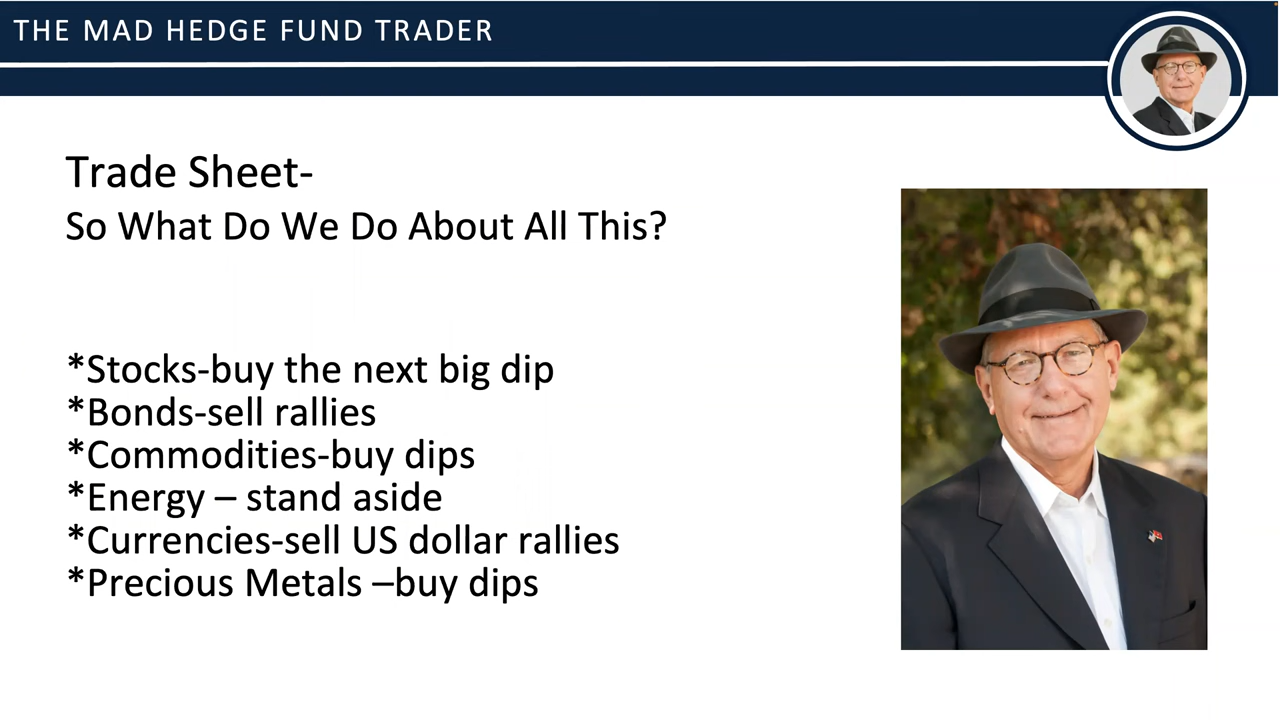 THE MAD HEDGE FUND TRADER
Trade Sheet-
So What Do We Do About All This?
*Stocks-buy the next big dip
*Bonds-sell rallies
*Commodities-buy dips
*Energy – stand aside
*Currencies-sell US dollar rallies
*Precious Metals –buy dips